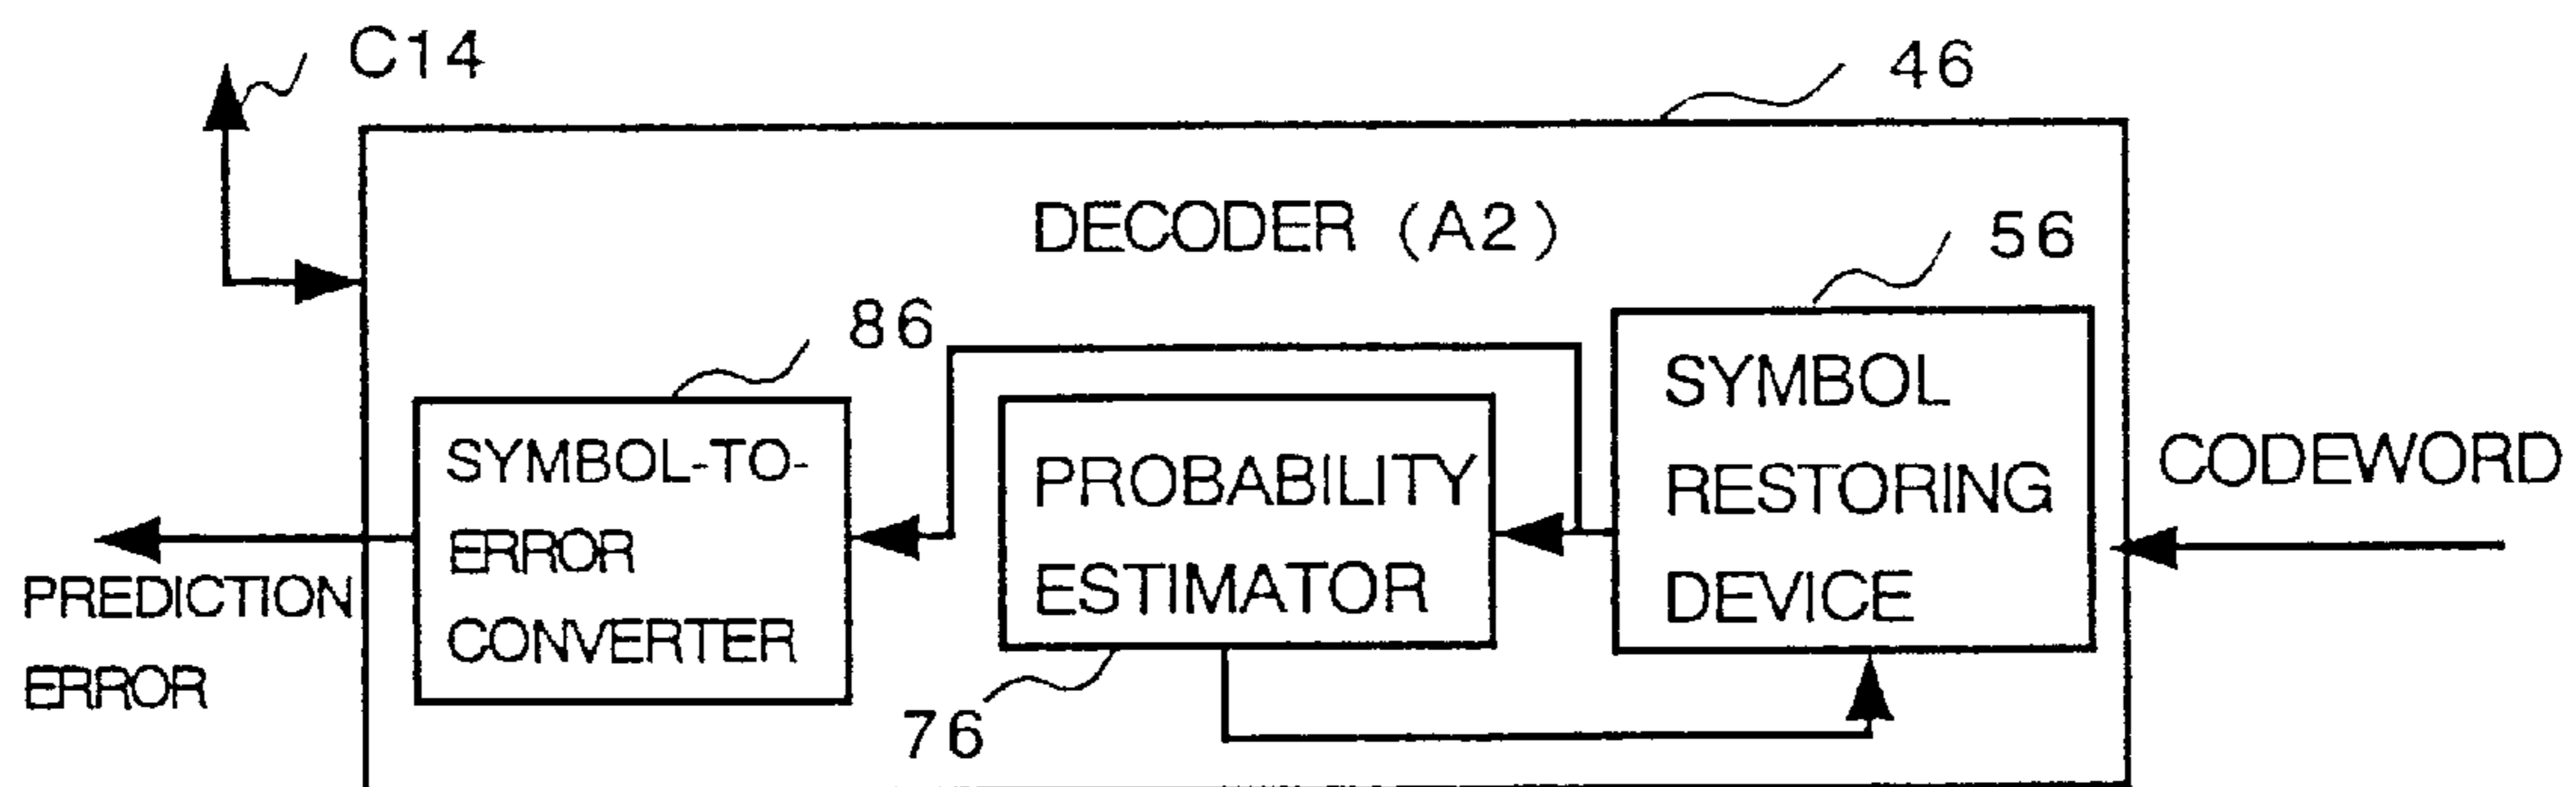 C14
46
DECODER (A2)
56
86
SYMBOL
RESTORING
DEVICE
SYMBOL-TO-
ERROR
CONVERTER
PROBABILITY
ESTIMATOR
CODEWORD
PREDICTION
ERROR
76